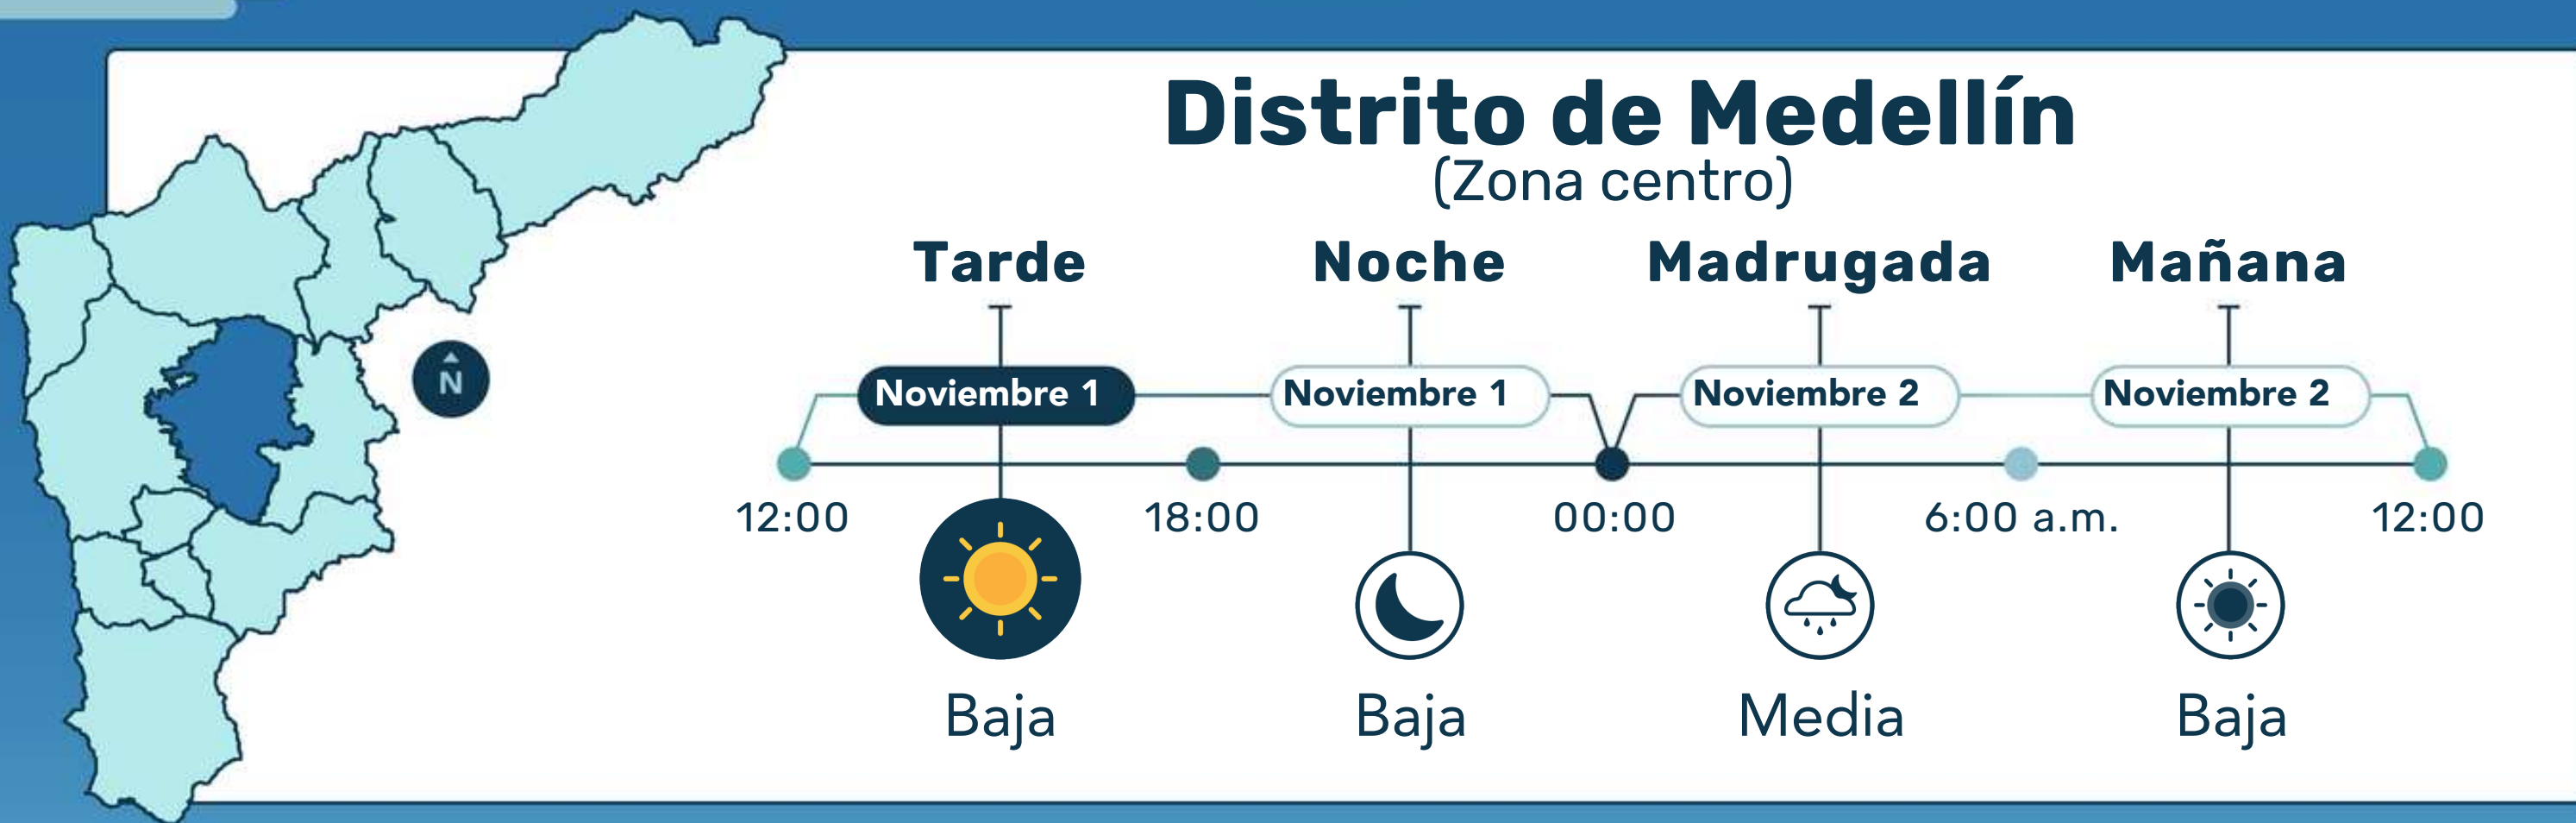 Distrito de Medellín
(Zona centro)
Tarde Noche Madrugada Mañana
Noviembre 1 Noviembre 1 Noviembre 2 Noviembre 2
N
12:00 18:00 00:00 6:00 a.m. 12:00
Baja Baja Media Baja